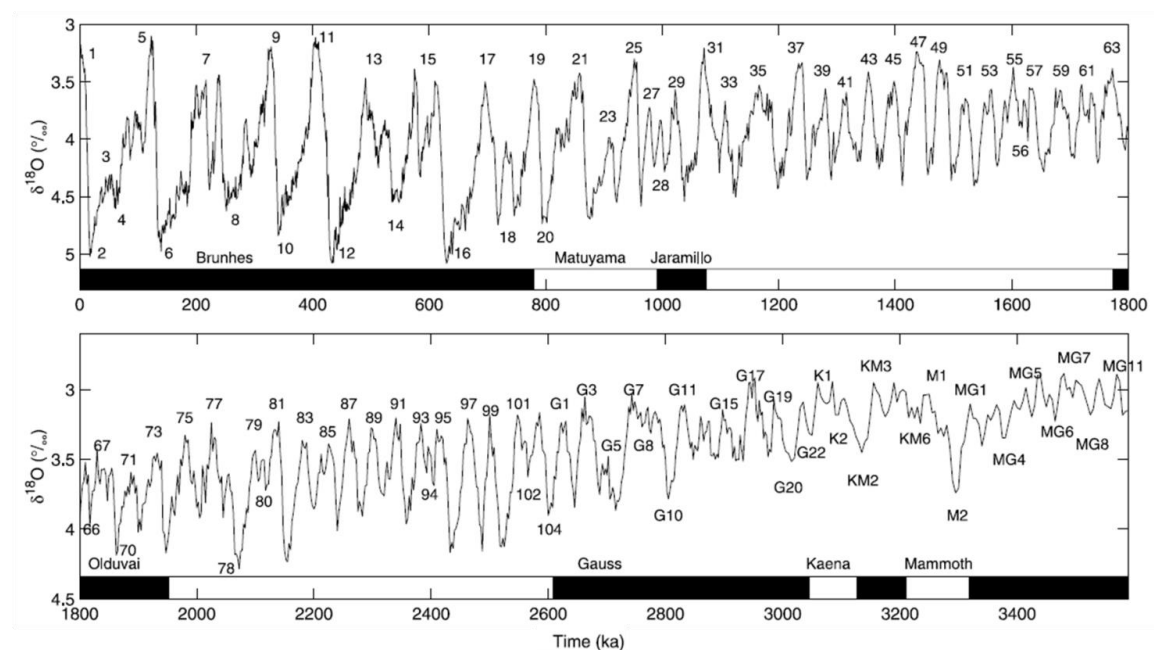 3
5 9 11 47
1 7 25 31 37 49 63
3.5 13 15 17 19 21 29 35 39 43 45 55 57 59 61
27 33 41 51 53
3 23
δ18O (°/₀₀) 4
4.5 4 8 14 28 56
2 6 10 12 16 18 20
5 Brunhes Matuyama Jaramillo
0 200 400 600 800 1000 1200 1400 1600 1800
3 G3 G7 G11 G17 K1 KM3 M1 MG5 MG7 MG11
75 77 81 87 91 97 99 101 G1 G15 G19 MG1
67 73 79 83 89 93 95
3.5 71 85 G5 G8 G22 K2 KM6 MG4 MG6 MG8
80 94 102 G20 KM2
δ18O (°/₀₀)
4 66 104 G10 M2
70 78
Olduvai Gauss Kaena Mammoth
4.5
1800 2000 2200 2400 2600 2800 3000 3200 3400
Time (ka)